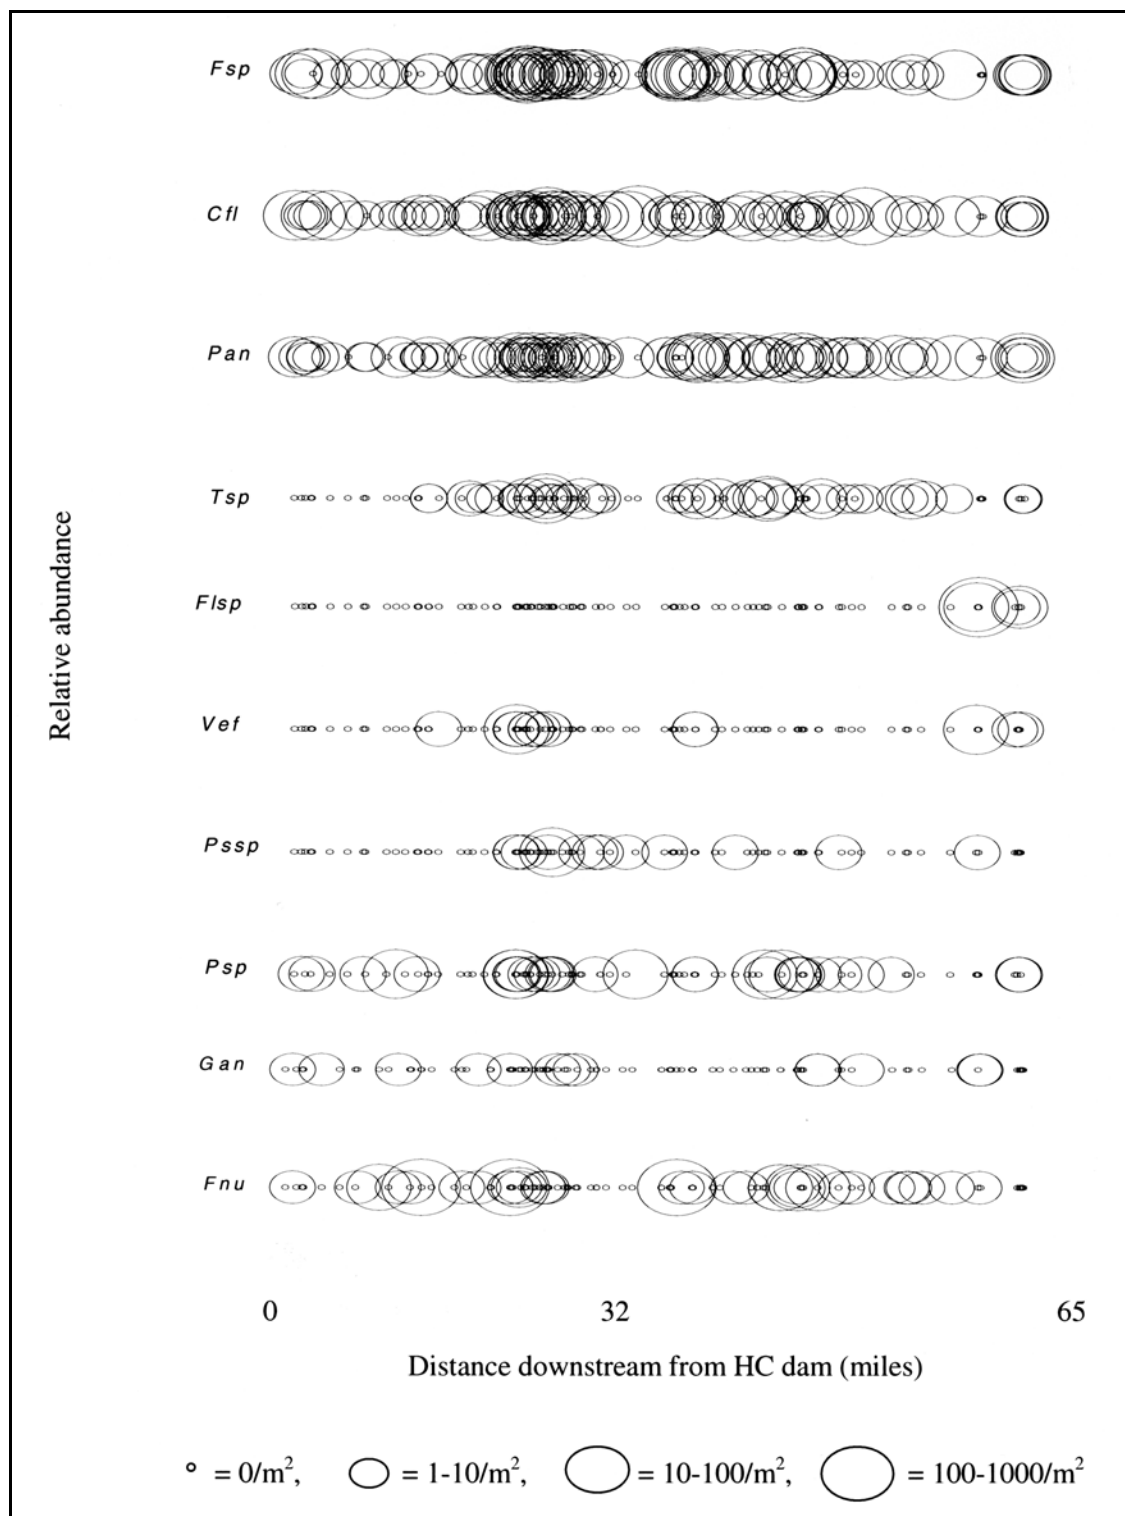 Fsp
Cfl
Pan
Tsp
Flsp
Vef
Pssp
Psp
Gan
Fnu
Relative abundance
0 32 65
Distance downstream from HC dam (miles)
= 0/m², = 1-10/m², = 10-100/m², = 100-1000/m²